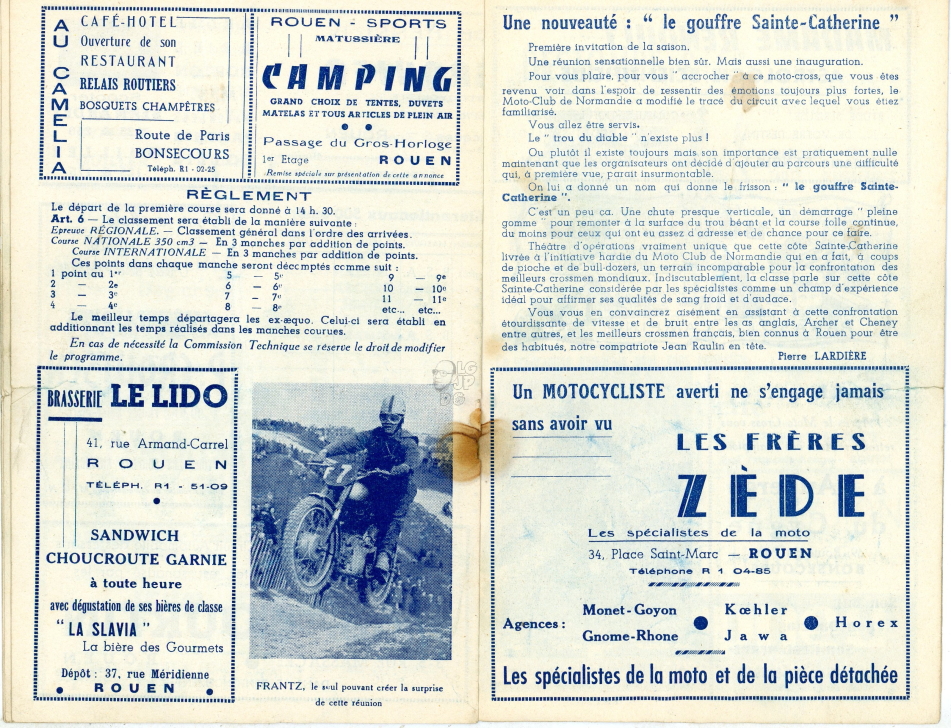 AU CAMELIA
CAFÉ-HOTEL
Ouverture de son
RESTAURANT
RELAIS ROUTIERS
BOSQUETS CHAMPÊTRES
Route de Paris
BONSECOURS
Téléph. R1 - 02-25
ROUEN - SPORTS
MATUSSIÈRE
CAMPING
GRAND CHOIX DE TENTES, DUVETS
MATELAS ET TOUS ARTICLES DE PLEIN AIR
Passage du Gros-Horloge
1er Etage ROUEN
Remise spéciale sur présentation de cette annonce
RÈGLEMENT
Le départ de la première course sera donné à 14 h. 30.
Art. 6 — Le classement sera établi de la manière suivante :
Epreuve RÉGIONALE. — Classement général dans l'ordre des arrivées.
Course NATIONALE 350 cm3 — En 3 manches par addition de points.
Course INTERNATIONALE — En 3 manches par addition de points.
Ces points dans chaque manche seront décomptés comme suit :
1 point au 1er 5 — 5e 9 — 9e
2 — 2e 6 — 6e 10 — 10e
3 — 3e 7 — 7e 11 — 11e
4 — 4e 8 — 8e etc... etc...
Le meilleur temps départagera les ex-æquo. Celui-ci sera établi en
additionnant les temps réalisés dans les manches courues.
En cas de nécessité la Commission Technique se réserve le droit de modifier
le programme.
BRASSERIE LE LIDO
41, rue Armand-Carrel
ROUEN
TÉLÉPH. R1 - 51-09
SANDWICH
CHOUCROUTE GARNIE
à toute heure
avec dégustation de ses bières de classe
" LA SLAVIA "
La bière des Gourmets
Dépôt : 37, rue Méridienne
ROUEN
71
FRANTZ, le seul pouvant créer la surprise
de cette réunion
Une nouveauté : " le gouffre Sainte-Catherine "
Première invitation de la saison.
Une réunion sensationnelle bien sûr. Mais aussi une inauguration.
Pour vous plaire, pour vous " accrocher " à ce moto-cross, que vous êtes
revenu voir dans l'espoir de ressentir des émotions toujours plus fortes, le
Moto-Club de Normandie a modifié le tracé du circuit avec lequel vous étiez
familiarisé.
Vous allez être servis.
Le " trou du diable " n'existe plus !
Ou plutôt il existe toujours mais son importance est pratiquement nulle
maintenant que les organisateurs ont décidé d'ajouter au parcours une difficulté
qui, à première vue, parait insurmontable.
On lui a donné un nom qui donne le frisson : " le gouffre Sainte-
Catherine ".
C'est un peu ça. Une chute presque verticale, un démarrage " pleine
gomme " pour remonter à la surface du trou béant et la course folle continue,
du moins pour ceux qui ont eu assez d'adresse et de chance pour ce faire.
Théâtre d'opérations vraiment unique que cette côte Sainte-Catherine
livrée à l'initiative hardie du Moto Club de Normandie qui en a fait, à coups
de pioche et de bull-dozers, un terrain incomparable pour la confrontation des
meilleurs crossmen mondiaux. Indiscutablement, la classe parle sur cette côte
Sainte-Catherine considérée par les spécialistes comme un champ d'expérience
idéal pour affirmer ses qualités de sang froid et d'audace.
Vous vous en convaincrez aisément en assistant à cette confrontation
étourdissante de vitesse et de bruit entre les as anglais, Archer et Cheney
entre autres, et les meilleurs crossmen français, bien connus à Rouen pour être
des habitués, notre compatriote Jean Raulin en tête.
Pierre LARDIÈRE
Un MOTOCYCLISTE averti ne s'engage jamais
sans avoir vu
LES FRÈRES
ZÈDE
Les spécialistes de la moto
34, Place Saint-Marc — ROUEN
Téléphone R 1 04-85
Agences : Monet-Goyon Kœhler Horex
Gnome-Rhone Jawa
Les spécialistes de la moto et de la pièce détachée